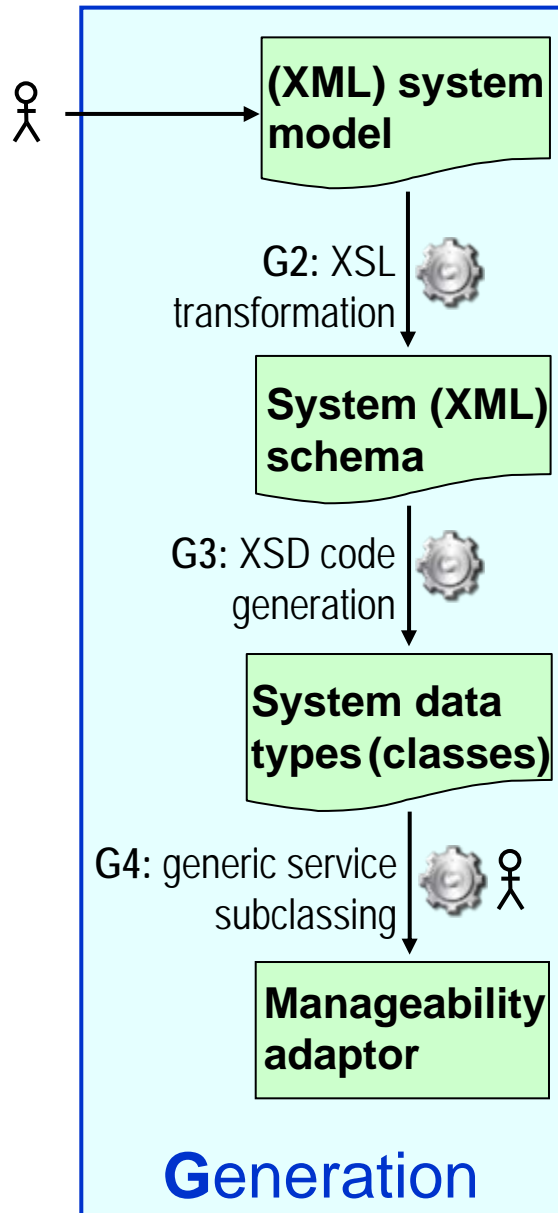 (XML) system
model
G2: XSL
transformation
System (XML)
schema
G3: XSD code
generation
System data
types (classes)
G4: generic service
subclassing
Manageability
adaptor
Generation